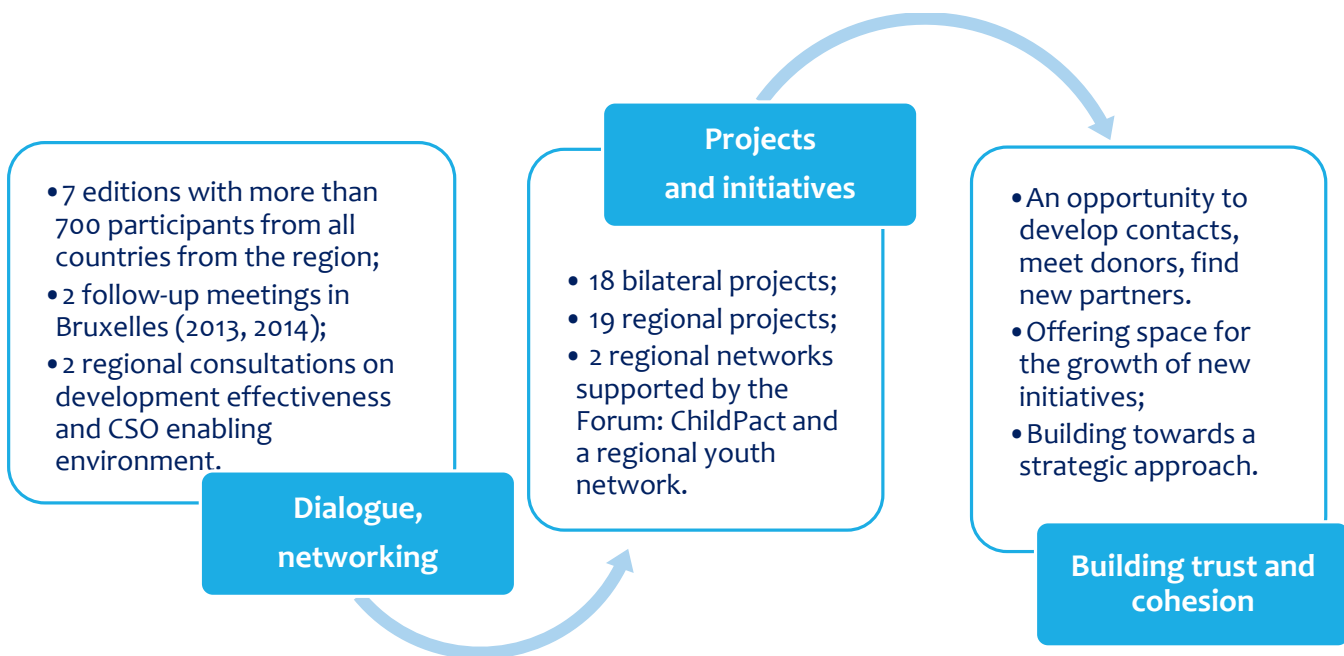 •7 editions with more than
700 participants from all
countries from the region;
•2 follow-up meetings in
Bruxelles (2013, 2014);
•2 regional consultations on
development effectiveness
and CSO enabling
environment.
Dialogue,
networking
Projects
and initiatives
• 18 bilateral projects;
• 19 regional projects;
• 2 regional networks
supported by the
Forum: ChildPact and
a regional youth
network.
•An opportunity to
develop contacts,
meet donors, find
new partners.
•Offering space for
the growth of new
initiatives;
•Building towards a
strategic approach.
Building trust and
cohesion